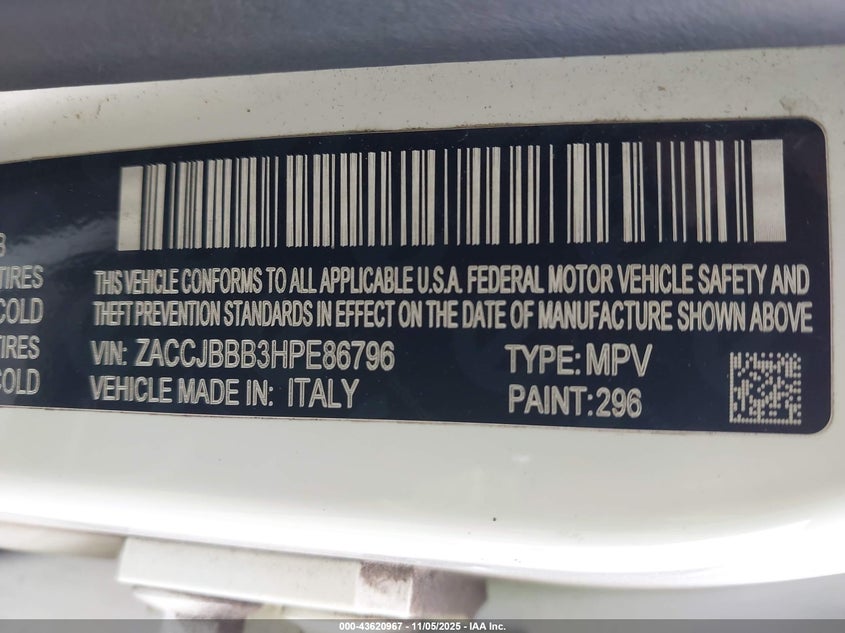 3
TIRES
COLD
TIRES
COLD
THIS VEHICLE CONFORMS TO ALL APPLICABLE U.S.A. FEDERAL MOTOR VEHICLE SAFETY AND
THEFT PREVENTION STANDARDS IN EFFECT ON THE DATE OF MANUFACTURE SHOWN ABOVE
VIN: ZACCJBBB3HPE86796 TYPE: MPV
VEHICLE MADE IN: ITALY PAINT: 296
000-43620967 - 11/05/2025 - IAA Inc.